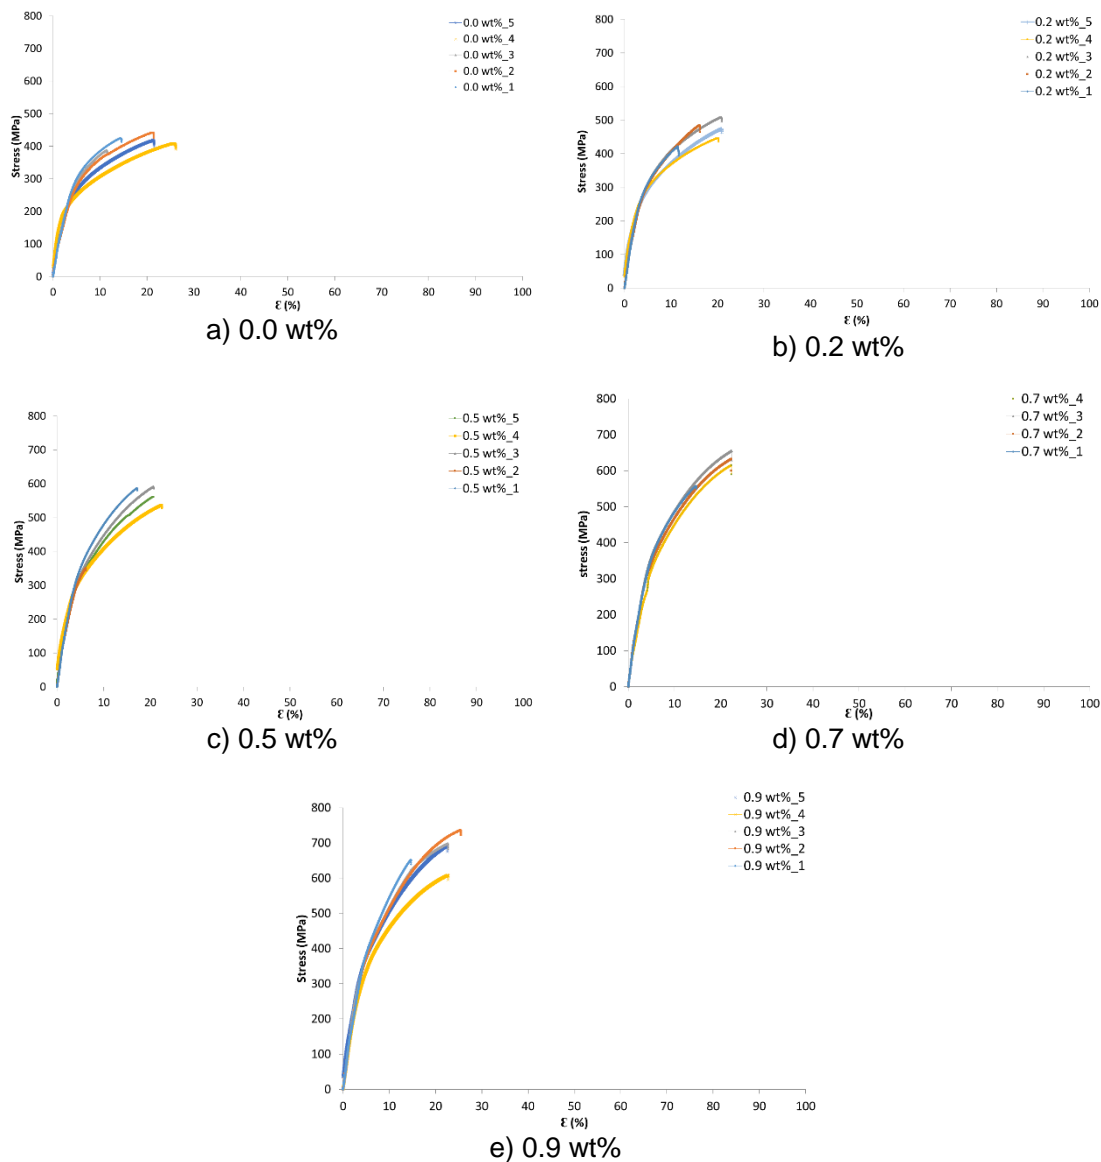 800
700
600
500
400
300
200
100
0
Stress (MPa)
0 10 20 30 40 50 60 70 80 90 100
Ɛ (%)
0.0 wt%_5
0.0 wt%_4
0.0 wt%_3
0.0 wt%_2
0.0 wt%_1
a) 0.0 wt%
800
700
600
500
400
300
200
100
0
Stress (MPa)
0 10 20 30 40 50 60 70 80 90 100
Ɛ (%)
0.2 wt%_5
0.2 wt%_4
0.2 wt%_3
0.2 wt%_2
0.2 wt%_1
b) 0.2 wt%
800
700
600
500
400
300
200
100
0
Stress (MPa)
0 10 20 30 40 50 60 70 80 90 100
Ɛ (%)
0.5 wt%_5
0.5 wt%_4
0.5 wt%_3
0.5 wt%_2
0.5 wt%_1
c) 0.5 wt%
800
700
600
500
400
300
200
100
0
stress (MPa)
0 10 20 30 40 50 60 70 80 90 100
Ɛ (%)
0.7 wt%_4
0.7 wt%_3
0.7 wt%_2
0.7 wt%_1
d) 0.7 wt%
800
700
600
500
400
300
200
100
0
Stress (MPa)
0 10 20 30 40 50 60 70 80 90 100
Ɛ (%)
0.9 wt%_5
0.9 wt%_4
0.9 wt%_3
0.9 wt%_2
0.9 wt%_1
e) 0.9 wt%